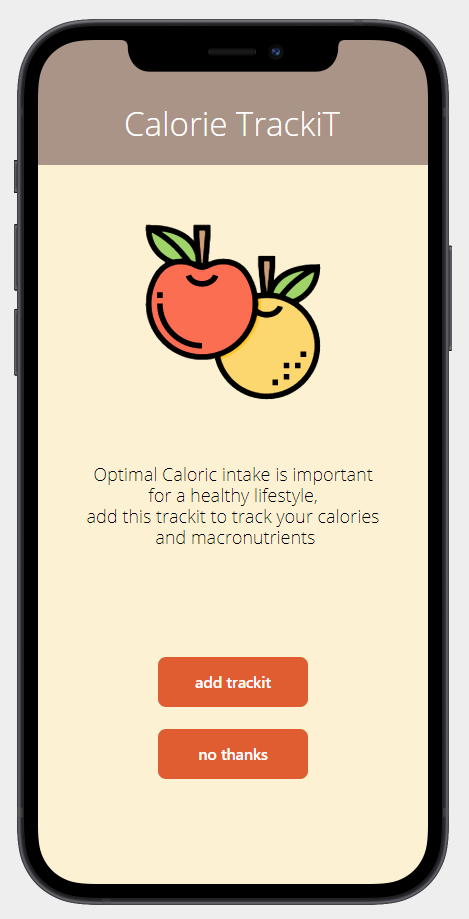 Calorie TrackiT
Optimal Caloric intake is important
for a healthy lifestyle,
add this trackit to track your calories
and macronutrients
add trackit
no thanks